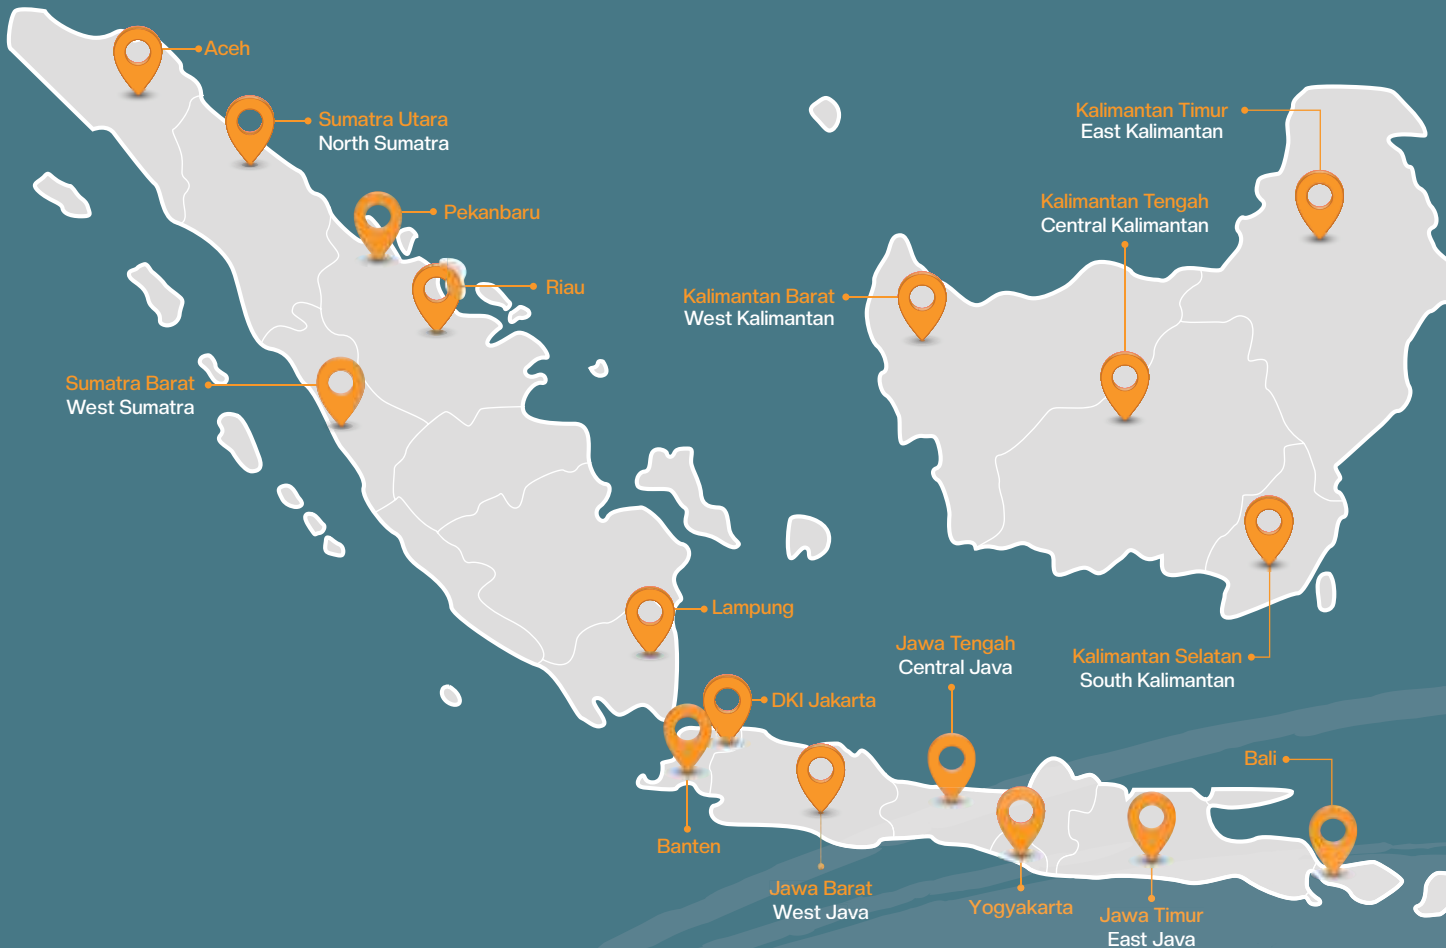 Aceh
Sumatra Utara
North Sumatra
Pekanbaru
Riau
Sumatra Barat
West Sumatra
Lampung
DKI Jakarta
Banten
Jawa Barat
West Java
Jawa Tengah
Central Java
Yogyakarta
Jawa Timur
East Java
Bali
Kalimantan Timur
East Kalimantan
Kalimantan Tengah
Central Kalimantan
Kalimantan Barat
West Kalimantan
Kalimantan Selatan
South Kalimantan